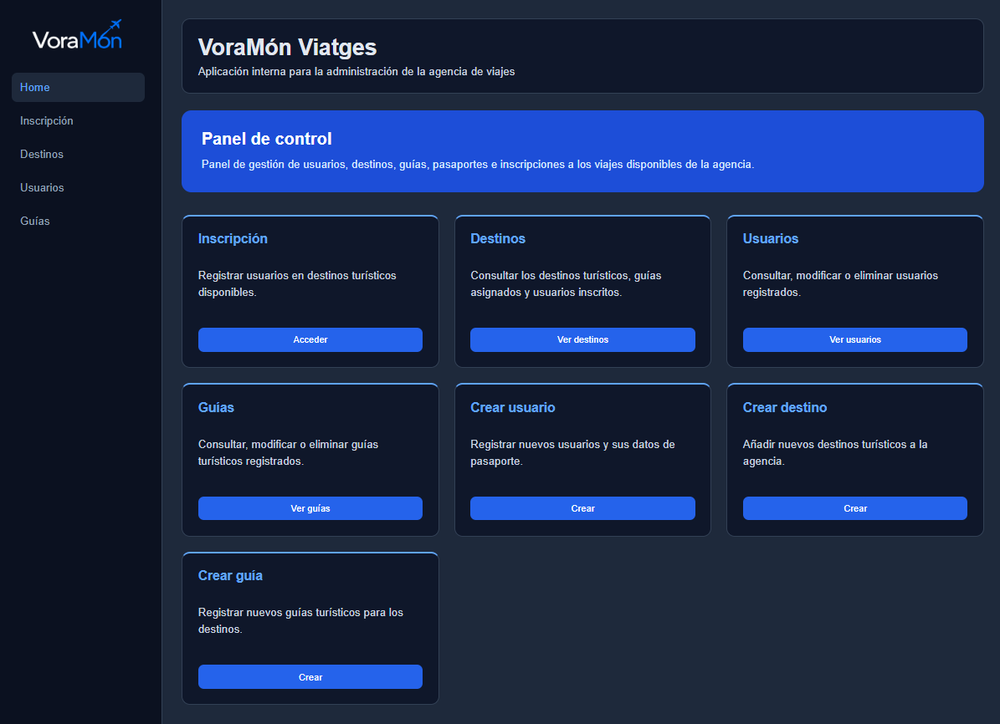 VoraMón
Home
Inscripción
Destinos
Usuarios
Guías
VoraMón Viatges
Aplicación interna para la administración de la agencia de viajes
Panel de control
Panel de gestión de usuarios, destinos, guías, pasaportes e inscripciones a los viajes disponibles de la agencia.
Inscripción
Registrar usuarios en destinos turísticos
disponibles.
Acceder
Destinos
Consultar los destinos turísticos, guías
asignados y usuarios inscritos.
Ver destinos
Usuarios
Consultar, modificar o eliminar usuarios
registrados.
Ver usuarios
Guías
Consultar, modificar o eliminar guías
turísticos registrados.
Ver guías
Crear usuario
Registrar nuevos usuarios y sus datos de
pasaporte.
Crear
Crear destino
Añadir nuevos destinos turísticos a la
agencia.
Crear
Crear guía
Registrar nuevos guías turísticos para los
destinos.
Crear